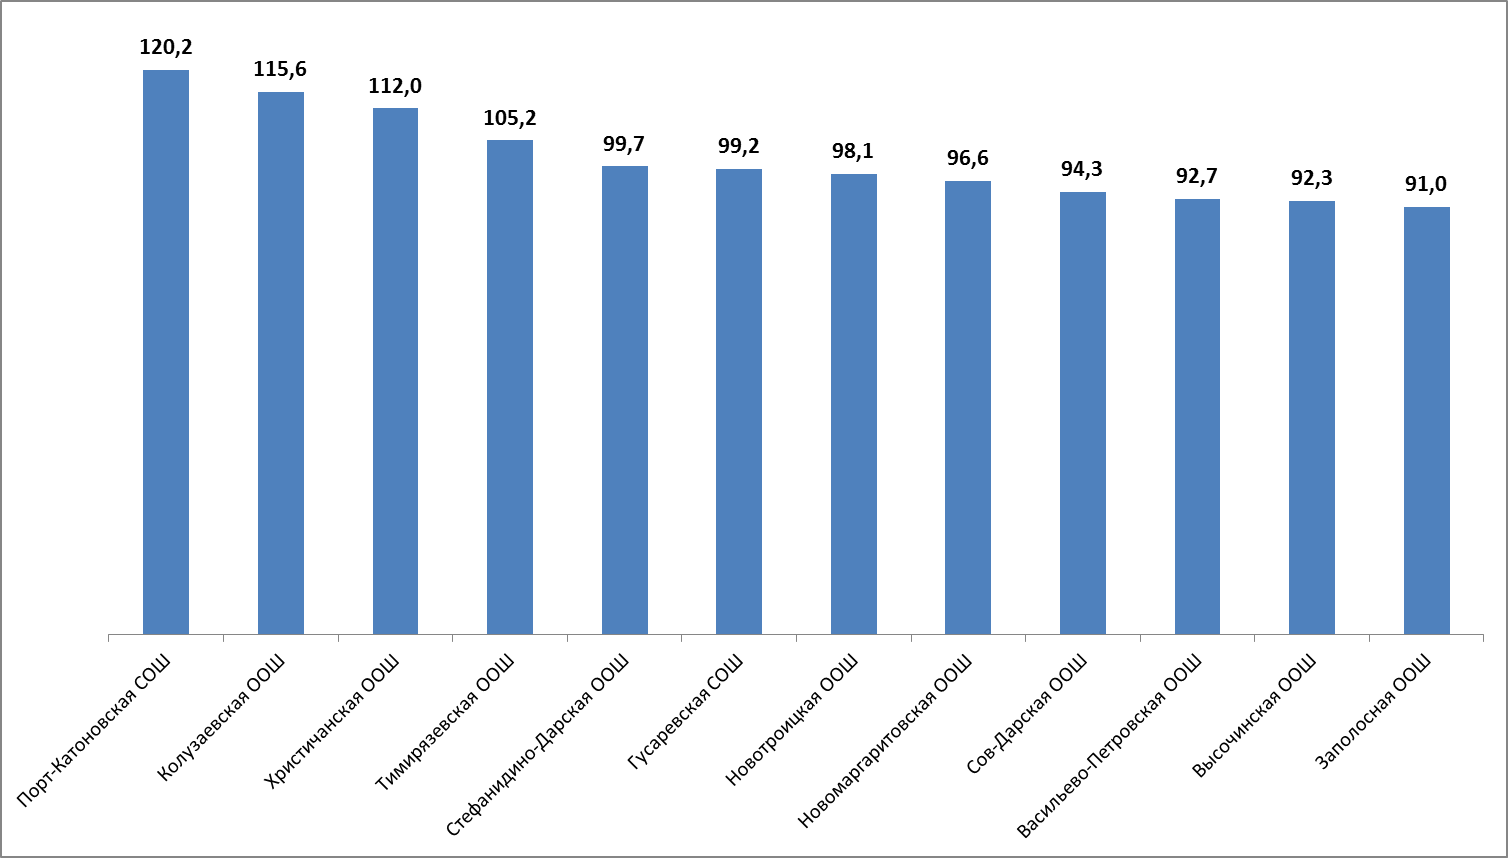 120,2
115,6
112,0
105,2
99,7
99,2
98,1
96,6
94,3
92,7
92,3
91,0
Порт-Катоновская СОШ
Колузаевская ООШ
Христичанская ООШ
Тимирязевская ООШ
Стефанидино-Дарская ООШ
Гусаревская СОШ
Новотроицкая ООШ
Новомаргаритовская ООШ
Сов-Дарская ООШ
Васильево-Петровская ООШ
Высочинская ООШ
Заполосная ООШ